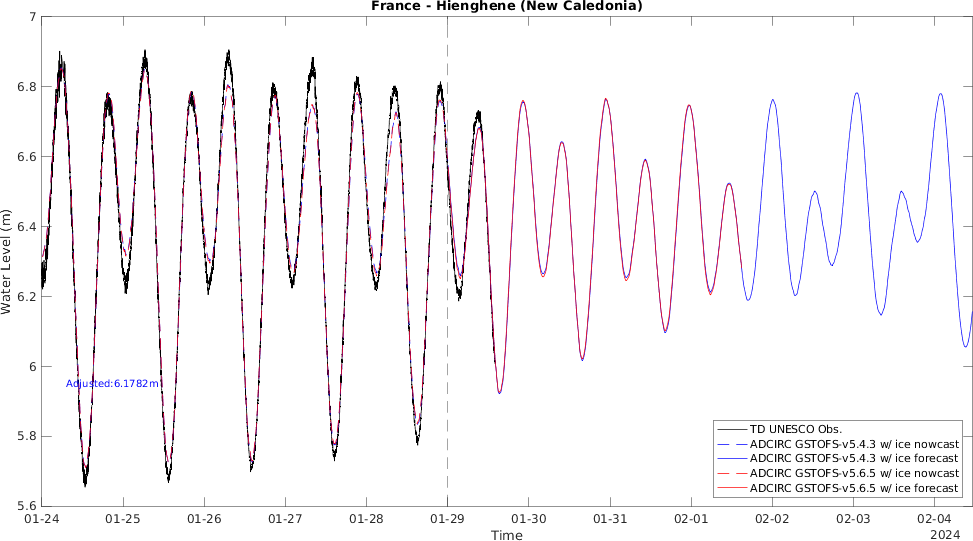 France - Hienghene (New Caledonia)
7
6.8
6.6
6.4
6.2
6
5.8
5.6
Water Level (m)
Adjusted:6.1782m
TD UNESCO Obs.
ADCIRC GSTOFS-v5.4.3 w/ ice nowcast
ADCIRC GSTOFS-v5.4.3 w/ ice forecast
ADCIRC GSTOFS-v5.6.5 w/ ice nowcast
ADCIRC GSTOFS-v5.6.5 w/ ice forecast
01-24 01-25 01-26 01-27 01-28 01-29 01-30 01-31 02-01 02-02 02-03 02-04
Time
2024